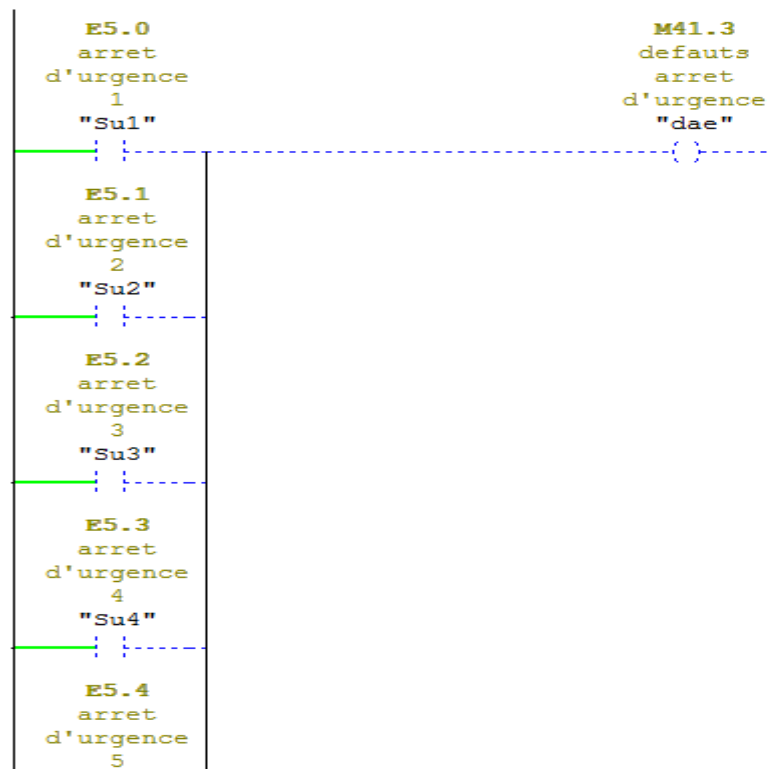 E5.0
arret
d'urgence
1
"Su1"
M41.3
defauts
arret
d'urgence
"dae"
E5.1
arret
d'urgence
2
"Su2"
E5.2
arret
d'urgence
3
"Su3"
E5.3
arret
d'urgence
4
"Su4"
E5.4
arret
d'urgence
5